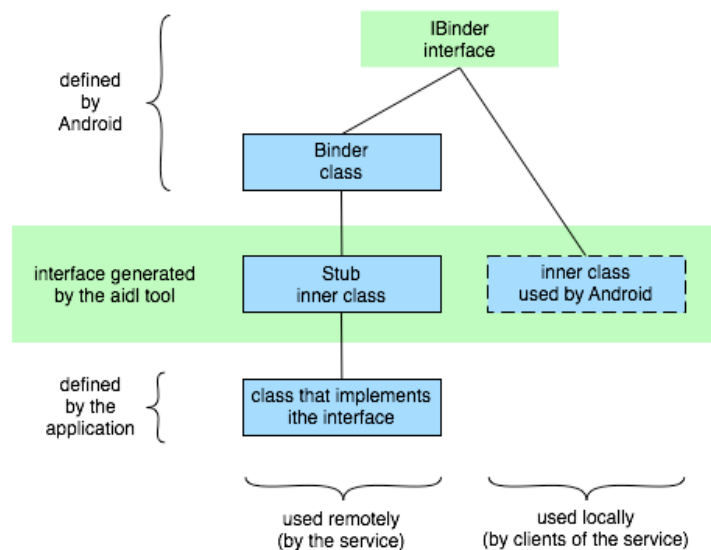 IBinder
interface
defined
by
Android
Binder
class
interface generated
by the aidl tool
Stub
inner class
inner class
used by Android
defined
by the
application
class that implements
ithe interface
used remotely
(by the service)
used locally
(by clients of the service)